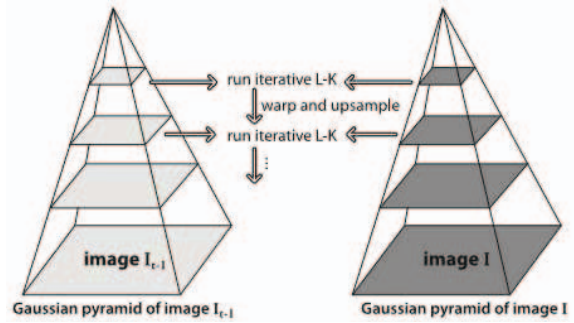 run iterative L-K
warp and upsample
run iterative L-K
⋮
image I_{t-1}
image I
Gaussian pyramid of image I_{t-1}
Gaussian pyramid of image I